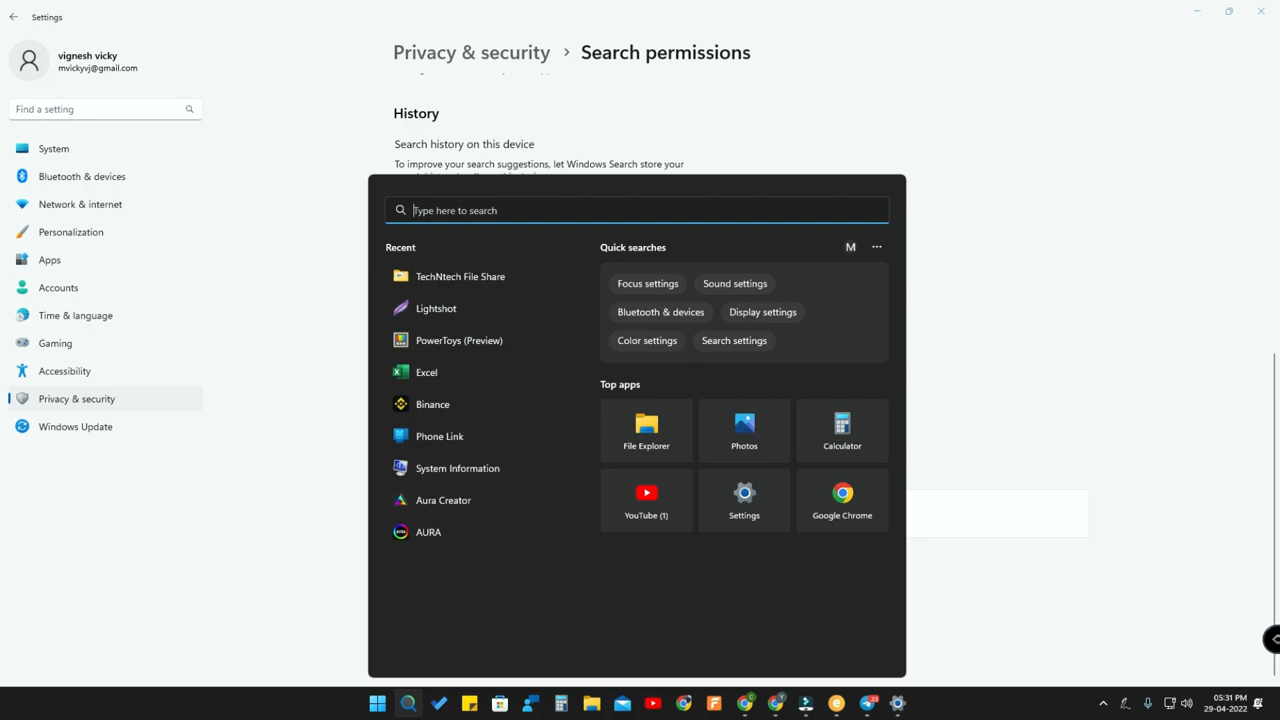 Settings
vignesh vicky
mvickyvj@gmail.com
Find a setting
System
Bluetooth & devices
Network & internet
Personalization
Apps
Accounts
Time & language
Gaming
Accessibility
Privacy & security
Windows Update
Privacy & security > Search permissions
History
Search history on this device
To improve your search suggestions, let Windows Search store your
Type here to search
Recent
TechNtech File Share
Lightshot
PowerToys (Preview)
Excel
Binance
Phone Link
System Information
Aura Creator
AURA
Quick searches
M
Focus settings
Sound settings
Bluetooth & devices
Display settings
Color settings
Search settings
Top apps
File Explorer
Photos
Calculator
YouTube (1)
Settings
Google Chrome
05:31 PM
29-04-2022